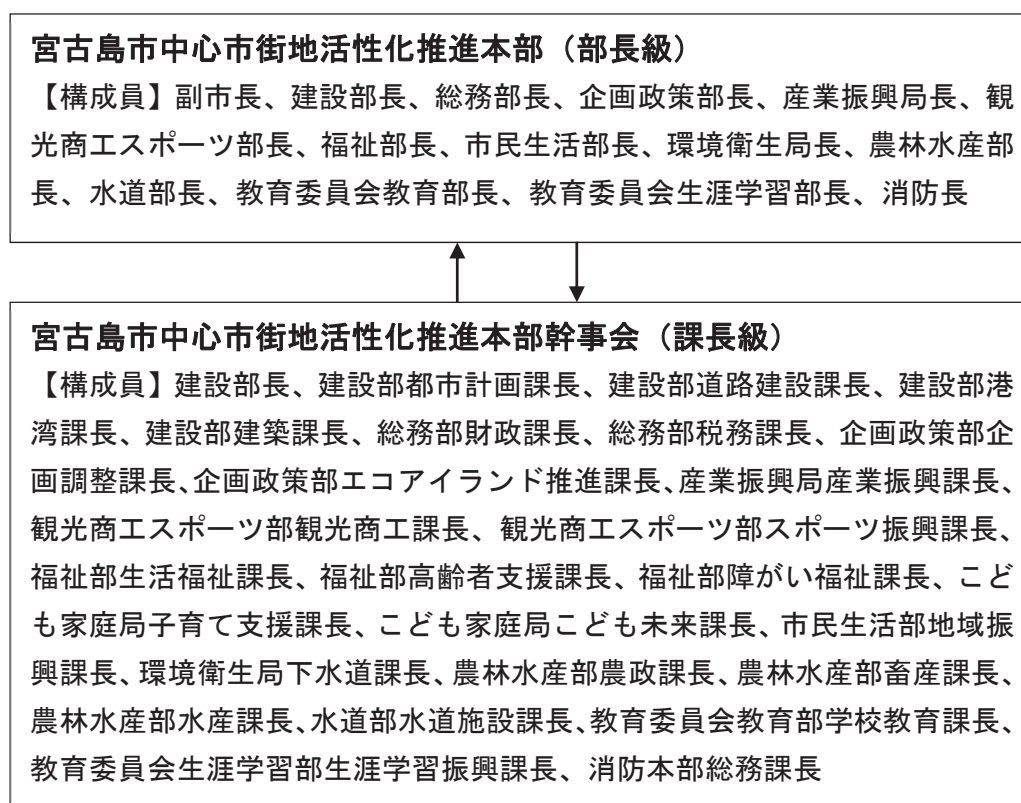 宮古島市中心市街地活性化推進本部（部長級）
【構成員】副市長、建設部長、総務部長、企画政策部長、産業振興局長、観
光商工スポーツ部長、福祉部長、市民生活部長、環境衛生局長、農林水産部
長、水道部長、教育委員会教育部長、教育委員会生涯学習部長、消防長
宮古島市中心市街地活性化推進本部幹事会（課長級）
【構成員】建設部長、建設部都市計画課長、建設部道路建設課長、建設部港
湾課長、建設部建築課長、総務部財政課長、総務部税務課長、企画政策部企
画調整課長、企画政策部エコアイランド推進課長、産業振興局産業振興課長、
観光商工スポーツ部観光商工課長、観光商工スポーツ部スポーツ振興課長、
福祉部生活福祉課長、福祉部高齢者支援課長、福祉部障がい福祉課長、こど
も家庭局子育て支援課長、こども家庭局こども未来課長、市民生活部地域振
興課長、環境衛生局下水道課長、農林水産部農政課長、農林水産部畜産課長、
農林水産部水産課長、水道部水道施設課長、教育委員会教育部学校教育課長、
教育委員会生涯学習部生涯学習振興課長、消防本部総務課長